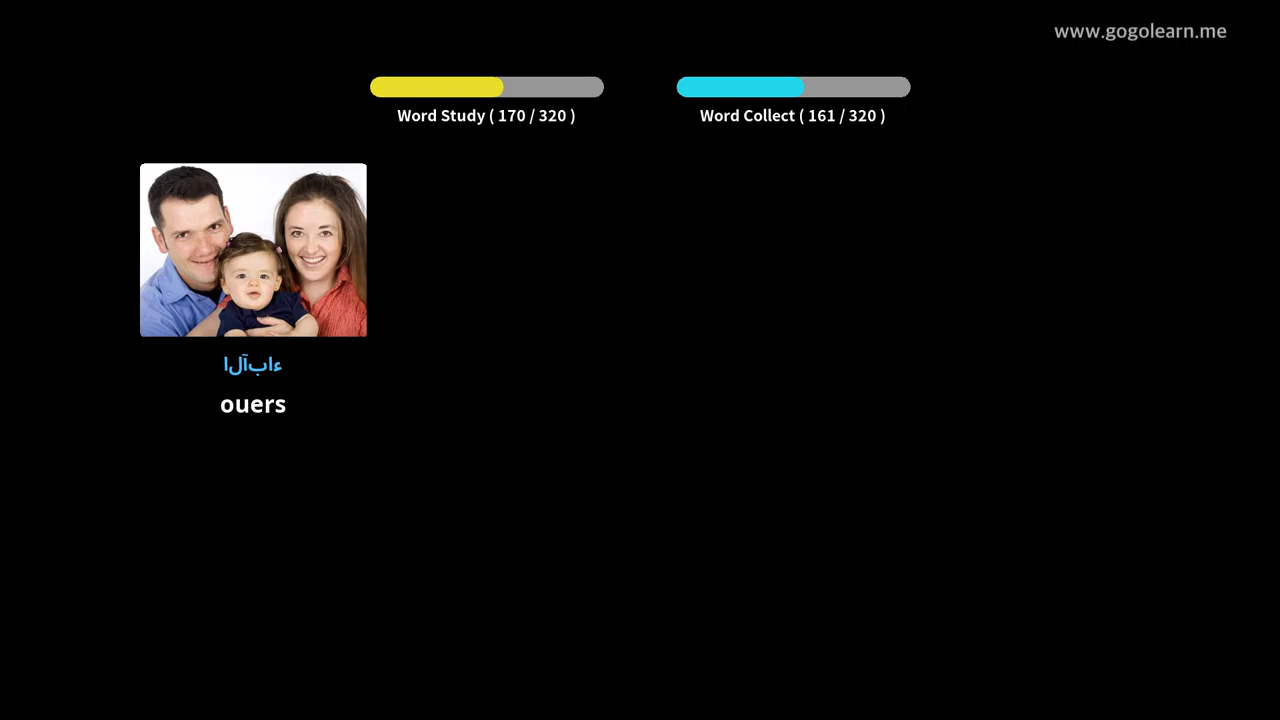 www.gogolearn.me
Word Study ( 170 / 320 )
Word Collect ( 161 / 320 )
ءابآلا
ouers